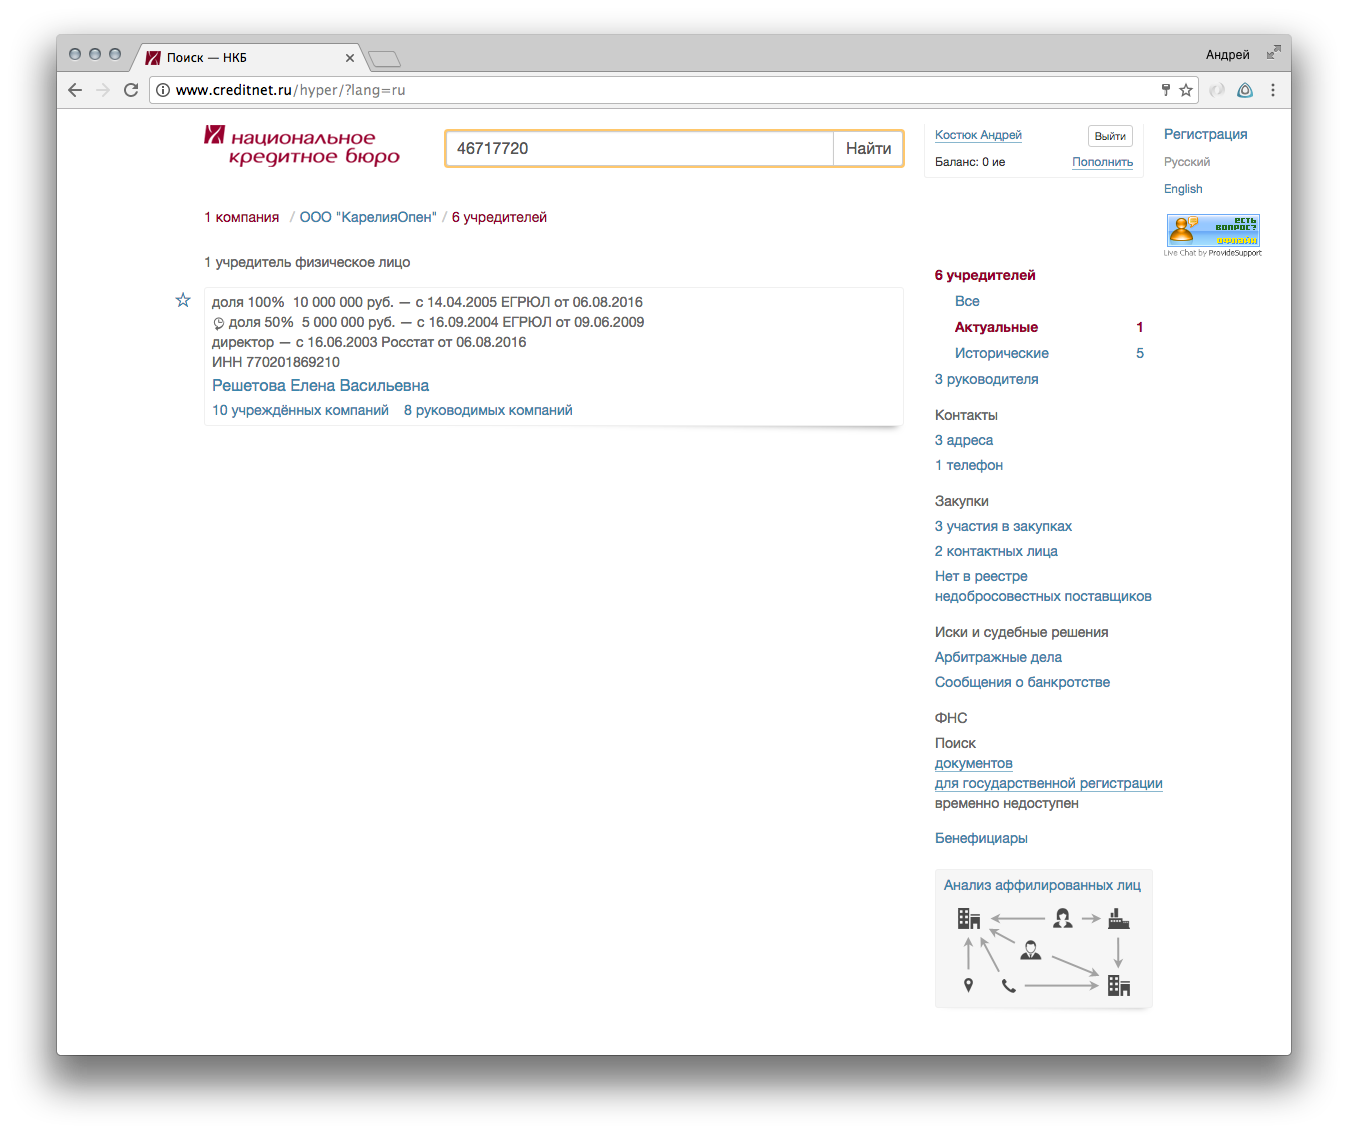 Поиск — НКБ
Андрей
www.creditnet.ru/hyper/?lang=ru
национальное
кредитное бюро
46717720
Найти
Костюк Андрей
Выйти
Баланс: 0 ие
Пополнить
Регистрация
Русский
English
есть
вопрос?
оффлайн
Live Chat by ProvideSupport
1 компания / ООО "КарелияОпен" / 6 учредителей
1 учредитель физическое лицо
доля 100% 10 000 000 руб. — с 14.04.2005 ЕГРЮЛ от 06.08.2016
доля 50% 5 000 000 руб. — с 16.09.2004 ЕГРЮЛ от 09.06.2009
директор — с 16.06.2003 Росстат от 06.08.2016
ИНН 770201869210
Решетова Елена Васильевна
10 учреждённых компаний 8 руководимых компаний
6 учредителей
Все
Актуальные 1
Исторические 5
3 руководителя
Контакты
3 адреса
1 телефон
Закупки
3 участия в закупках
2 контактных лица
Нет в реестре
недобросовестных поставщиков
Иски и судебные решения
Арбитражные дела
Сообщения о банкротстве
ФНС
Поиск
документов
для государственной регистрации
временно недоступен
Бенефициары
Анализ аффилированных лиц